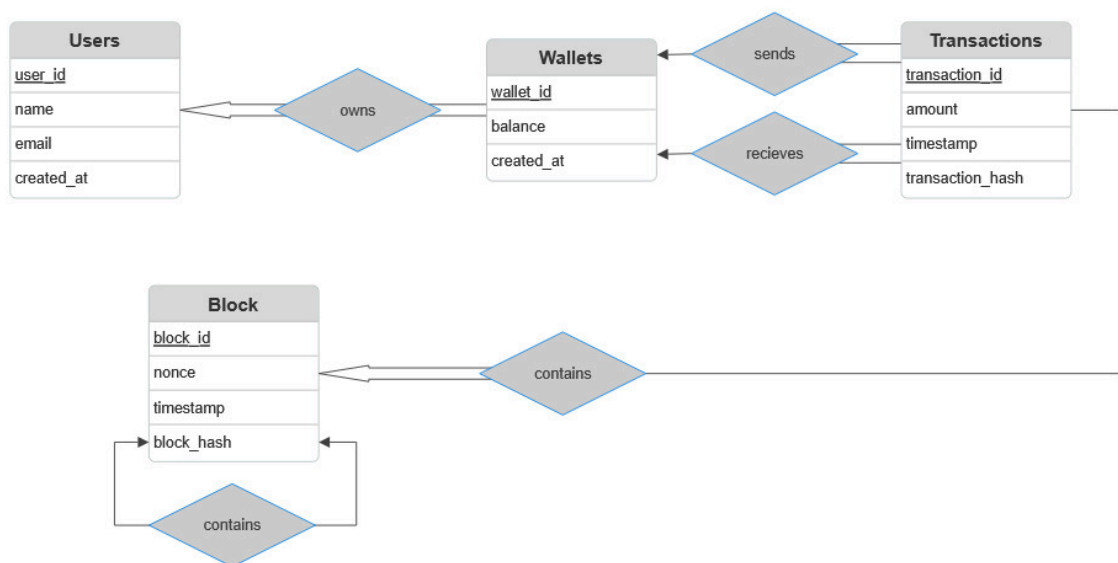 Users
user_id
name
email
created_at
owns
Wallets
wallet_id
balance
created_at
sends
recieves
Transactions
transaction_id
amount
timestamp
transaction_hash
Block
block_id
nonce
timestamp
block_hash
contains
contains